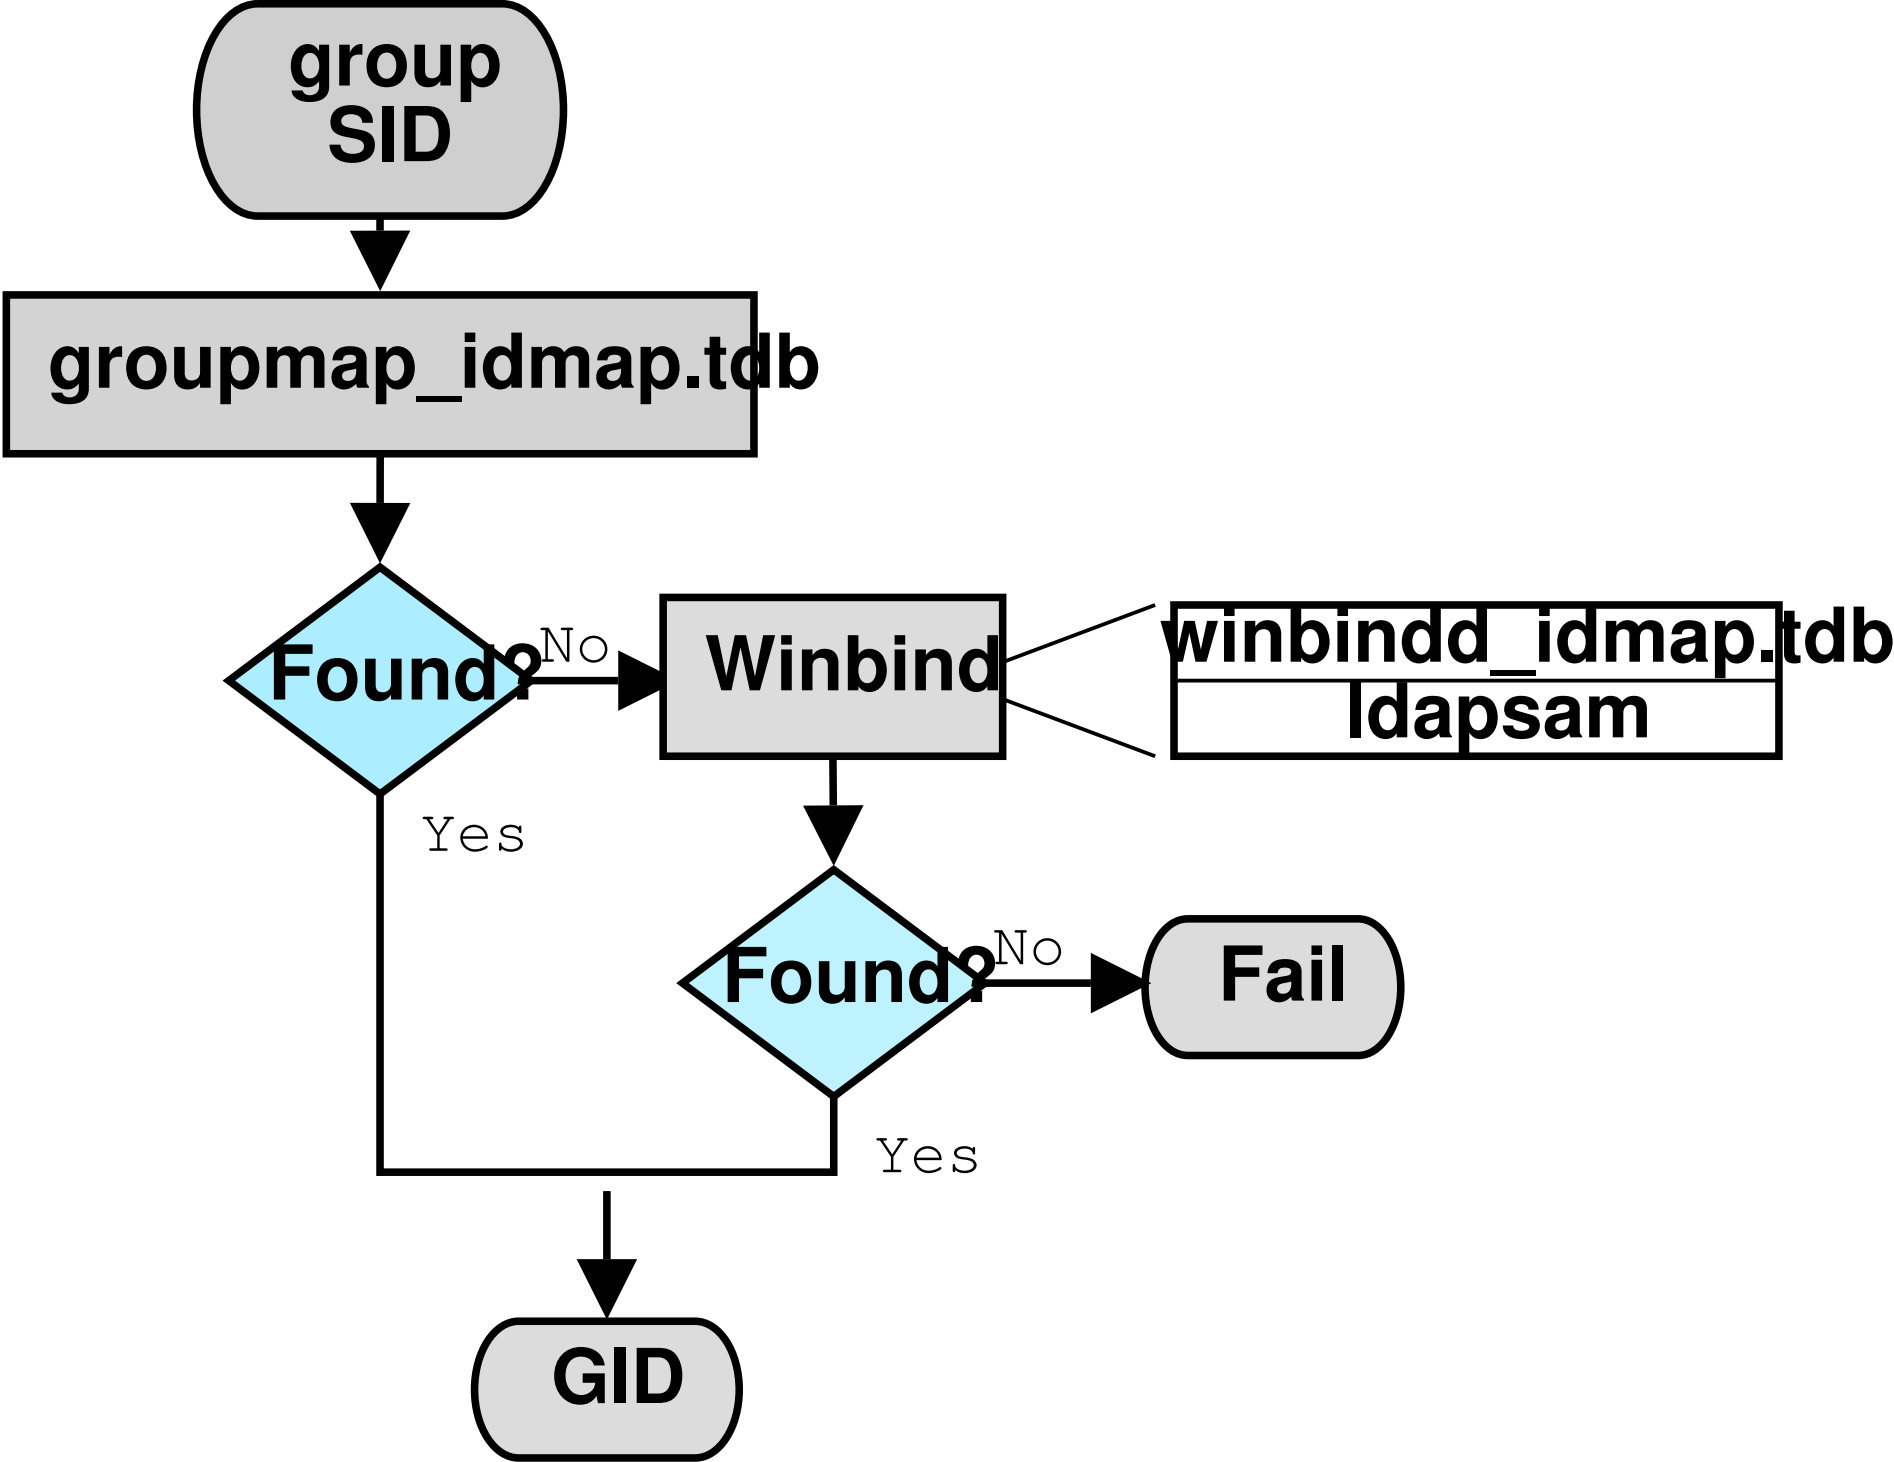 group
SID
groupmap_idmap.tdb
Found?
No
Winbind
winbindd_idmap.tdb
ldapsam
Yes
Found?
No
Fail
Yes
GID